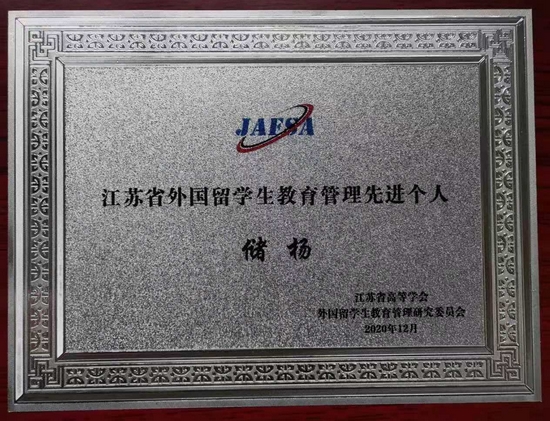 JAFSA
江苏省外国留学生教育管理先进个人
储 杨
江苏省高等学会
外国留学生教育管理研究委员会
2020年12月